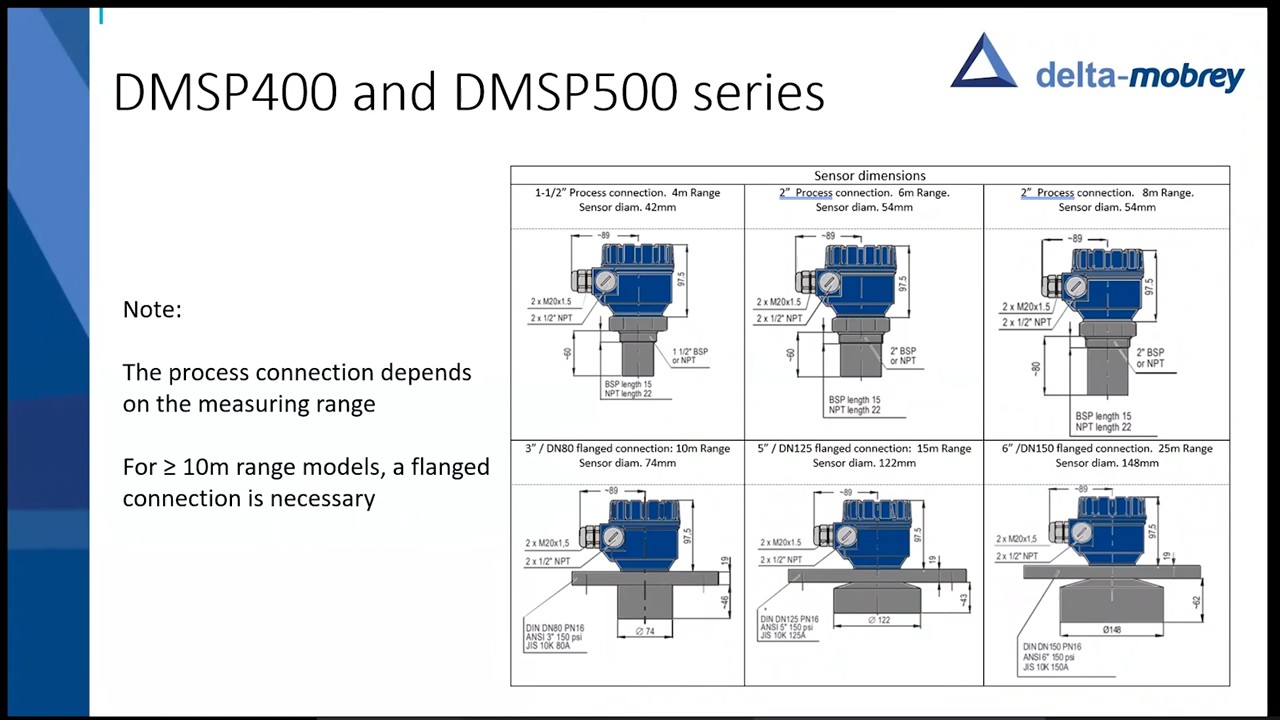 DMSP400 and DMSP500 series
delta-mobrey
Note:
The process connection depends
on the measuring range
For ≥ 10m range models, a flanged
connection is necessary
Sensor dimensions
1-1/2” Process connection. 4m Range
Sensor diam. 42mm
~89
97.5
2 x M20x1.5
2 x 1/2" NPT
~60
1 1/2" BSP
or NPT
BSP length 15
NPT length 22
2” Process connection. 6m Range.
Sensor diam. 54mm
~89
97.5
2 x M20x1.5
2 x 1/2" NPT
~60
2" BSP
or NPT
BSP length 15
NPT length 22
2” Process connection. 8m Range.
Sensor diam. 54mm
~89
97.5
2 x M20x1.5
2 x 1/2" NPT
~80
2" BSP
or NPT
BSP length 15
NPT length 22
3” / DN80 flanged connection: 10m Range
Sensor diam. 74mm
~89
97.5
2 x M20x1,5
2 x 1/2" NPT
19
~46
DIN DN80 PN16
ANSI 3" 150 psi
JIS 10K 80A
∅ 74
5” / DN125 flanged connection: 15m Range
Sensor diam. 122mm
~89
97.5
2 x M20x1.5
2 x 1/2" NPT
19
~43
DIN DN125 PN16
ANSI 5" 150 psi
JIS 10K 125A
∅ 122
6” /DN150 flanged connection. 25m Range
Sensor diam. 148mm
~89
97.5
2 x M20x1,5
2 x 1/2" NPT
19
~62
Ø148
DIN DN150 PN16
ANSI 6" 150 psi
JIS 10K 150A